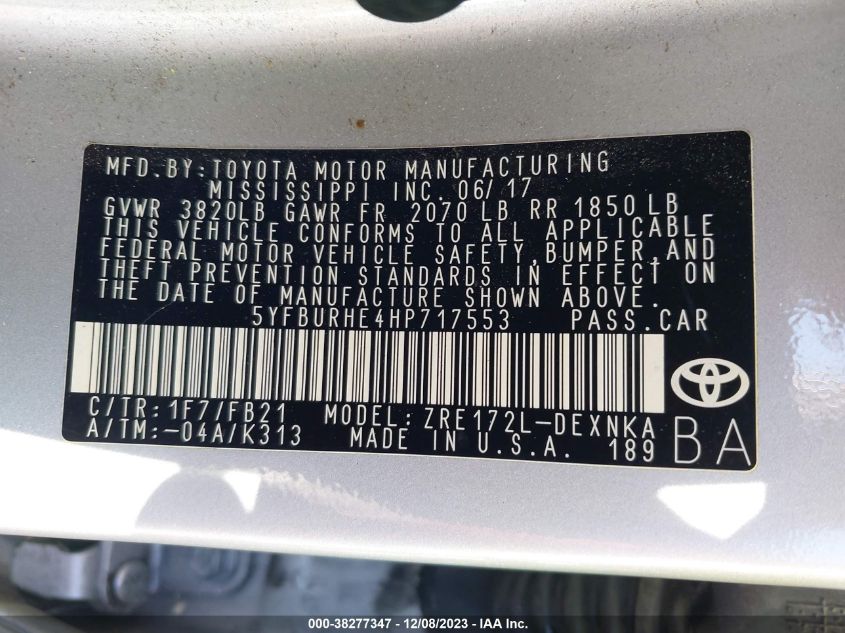 MFD. BY: TOYOTA MOTOR MANUFACTURING
MISSISSIPPI INC. 06/17
GVWR 3820LB GAWR FR 2070 LB RR 1850 LB
THIS VEHICLE CONFORMS TO ALL APPLICABLE
FEDERAL MOTOR VEHICLE SAFETY, BUMPER, AND
THEFT PREVENTION STANDARDS IN EFFECT ON
THE DATE OF MANUFACTURE SHOWN ABOVE.
5YFBURHE4HP717553 PASS. CAR
C/TR: 1F7/FB21 MODEL: ZRE172L-DEXNKA
A/TM: -04A/K313 MADE IN U.S.A. 189
BA
000-38277347 - 12/08/2023 - IAA Inc.